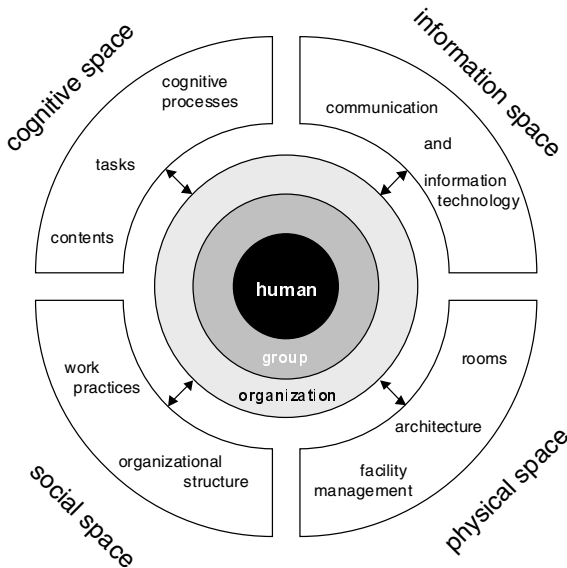 cognitive space
cognitive
processes
tasks
contents
information space
communication
and
information
technology
human
group
organization
work
practices
organizational
structure
social space
rooms
architecture
facility
management
physical space